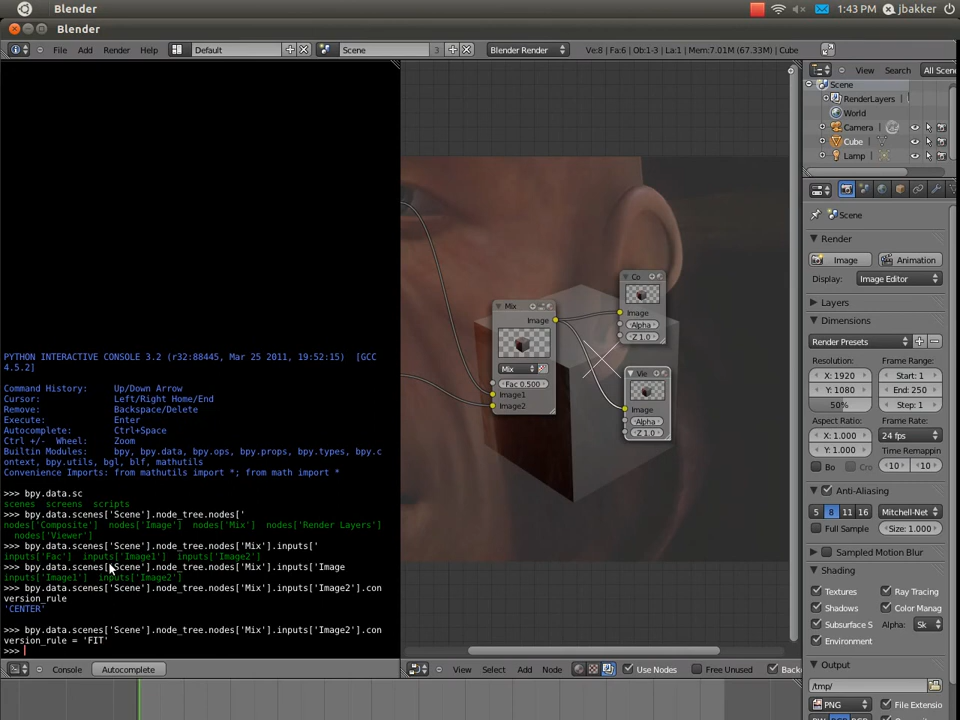 Blender
1:43 PM
jbakker
Blender
File Add Render Help
Default
Scene
3
Blender Render
Ve:8 | Fa:6 | Ob:1-3 | La:1 | Mem:7.01M (67.33M) | Cube
View Search All Scen
Scene
RenderLayers
World
Camera
Cube
Lamp
Scene
Render
Image
Animation
Display:
Image Editor
Layers
Dimensions
Render Presets
Resolution:
Frame Range:
X: 1920
Start: 1
Y: 1080
End: 250
50%
Step: 1
Aspect Ratio:
Frame Rate:
X: 1.000
24 fps
Y: 1.000
Time Remappin
Bo
Cro
10
10
Anti-Aliasing
5 8 11 16
Mitchell-Net
Full Sample
Size: 1.000
Sampled Motion Blur
Shading
Textures
Ray Tracing
Shadows
Color Manag
Subsurface S
Alpha:
Sk
Environment
Output
/tmp/
PNG
File Extensio
PYTHON INTERACTIVE CONSOLE 3.2 (r32:88445, Mar 25 2011, 19:52:15)  [GCC
4.5.2]
Command History:     Up/Down Arrow
Cursor:              Left/Right Home/End
Remove:              Backspace/Delete
Execute:             Enter
Autocomplete:        Ctrl+Space
Ctrl +/-  Wheel:     Zoom
Builtin Modules:     bpy, bpy.data, bpy.ops, bpy.props, bpy.types, bpy.c
ontext, bpy.utils, bgl, blf, mathutils
Convenience Imports: from mathutils import *; from math import *
>>> bpy.data.sc
scenes  screens  scripts
>>> bpy.data.scenes['Scene'].node_tree.nodes['
nodes['Composite']  nodes['Image']  nodes['Mix']  nodes['Render Layers']
nodes['Viewer']
>>> bpy.data.scenes['Scene'].node_tree.nodes['Mix'].inputs['
inputs['Fac']  inputs['Image1']  inputs['Image2']
>>> bpy.data.scenes['Scene'].node_tree.nodes['Mix'].inputs['Image
inputs['Image1']  inputs['Image2']
>>> bpy.data.scenes['Scene'].node_tree.nodes['Mix'].inputs['Image2'].con
version_rule
'CENTER'
>>> bpy.data.scenes['Scene'].node_tree.nodes['Mix'].inputs['Image2'].con
version_rule = 'FIT'
>>>
Mix
Image
Mix
Fac 0.500
Image1
Image2
Co
Image
Alpha
Z 1.0
Vie
Image
Alpha
Z 1.0
Console
Autocomplete
View Select Add Node
Use Nodes
Free Unused
Back